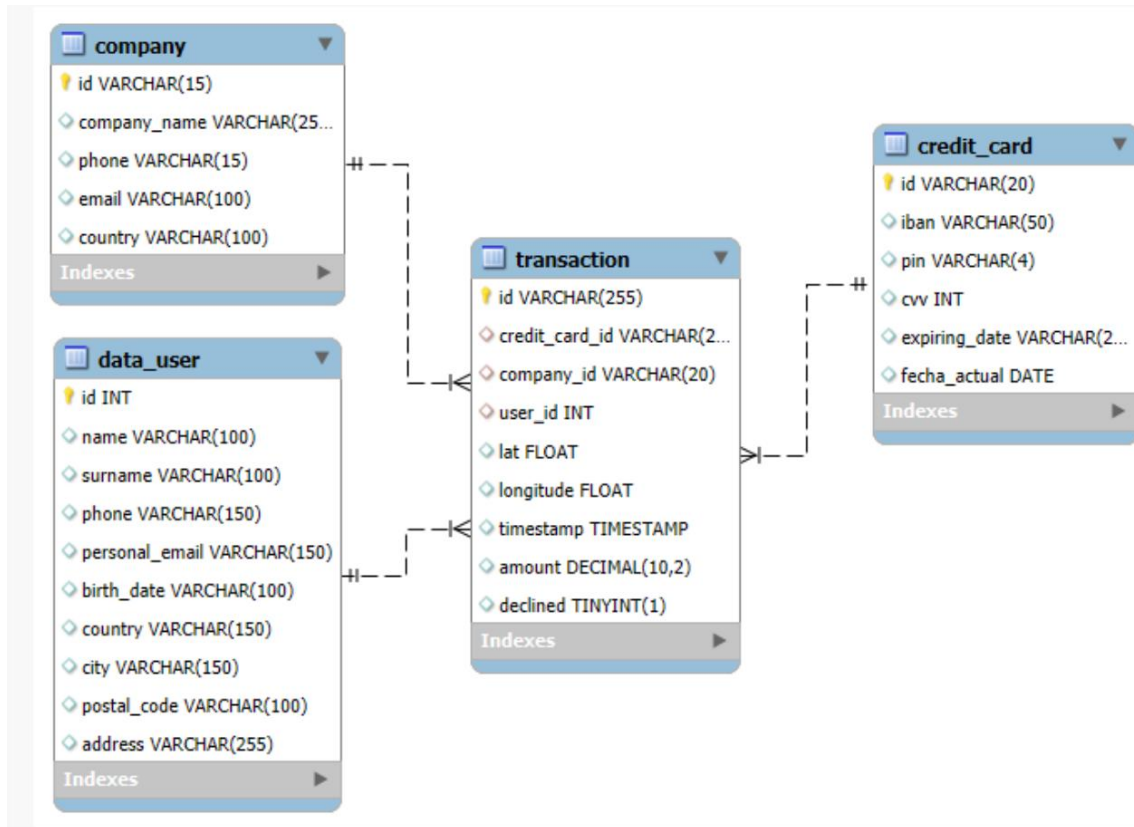 company
id VARCHAR(15)
company_name VARCHAR(25...
phone VARCHAR(15)
email VARCHAR(100)
country VARCHAR(100)
Indexes
data_user
id INT
name VARCHAR(100)
surname VARCHAR(100)
phone VARCHAR(150)
personal_email VARCHAR(150)
birth_date VARCHAR(100)
country VARCHAR(150)
city VARCHAR(150)
postal_code VARCHAR(100)
address VARCHAR(255)
Indexes
transaction
id VARCHAR(255)
credit_card_id VARCHAR(2...
company_id VARCHAR(20)
user_id INT
lat FLOAT
longitude FLOAT
timestamp TIMESTAMP
amount DECIMAL(10,2)
declined TINYINT(1)
Indexes
credit_card
id VARCHAR(20)
iban VARCHAR(50)
pin VARCHAR(4)
cvv INT
expiring_date VARCHAR(2...
fecha_actual DATE
Indexes